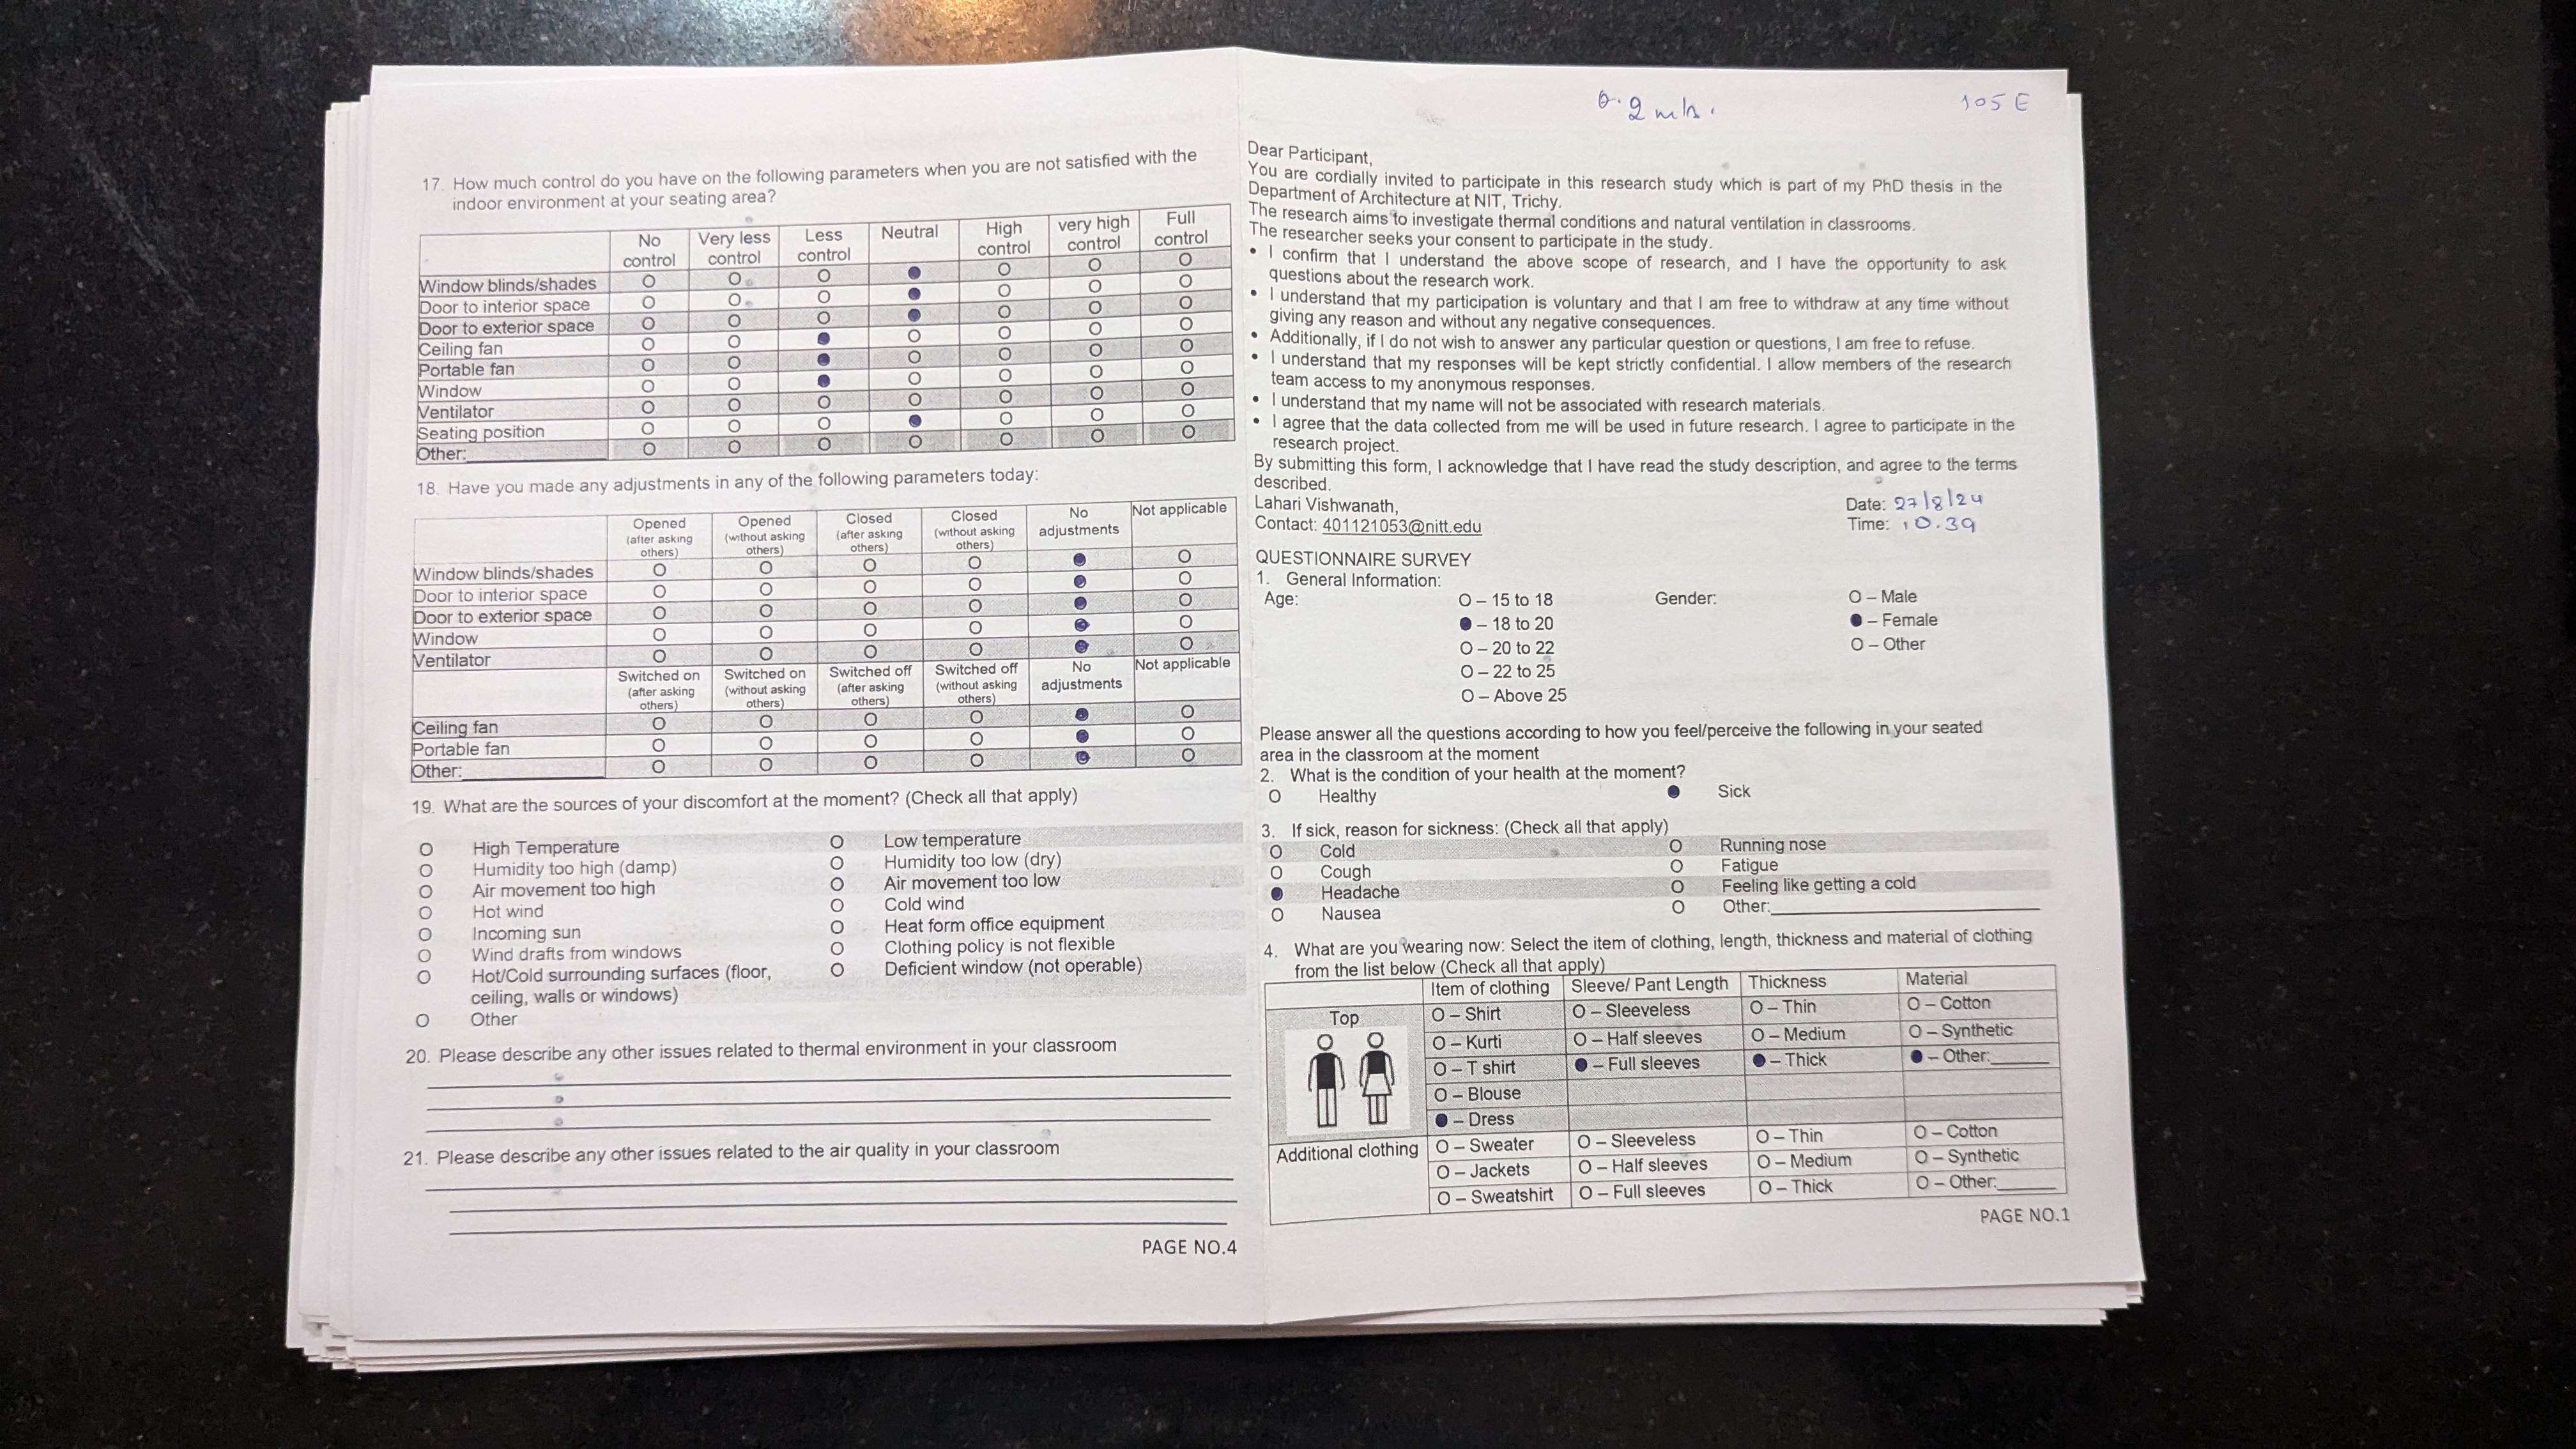 17. How much control do you have on the following parameters when you are not satisfied with the
indoor environment at your seating area?
No control Very less control Less control Neutral High control very high control Full control
Window blinds/shades O O O ● O O O
Door to interior space O O O ● O O O
Door to exterior space O O O ● O O O
Ceiling fan O O ● O O O O
Portable fan O O ● O O O O
Window O O ● O O O O
Ventilator O O O O O O O
Seating position O O O ● O O O
Other:________ O O O O O O O
18. Have you made any adjustments in any of the following parameters today:
Opened (after asking others) Opened (without asking others) Closed (after asking others) Closed (without asking others) No adjustments Not applicable
Window blinds/shades O O O O ● O
Door to interior space O O O O ● O
Door to exterior space O O O O ● O
Window O O O O ● O
Ventilator O O O O ● O
Switched on (after asking others) Switched on (without asking others) Switched off (after asking others) Switched off (without asking others) No adjustments Not applicable
Ceiling fan O O O O ● O
Portable fan O O O O ● O
Other:________ O O O O ● O
19. What are the sources of your discomfort at the moment? (Check all that apply)
O High Temperature O Low temperature
O Humidity too high (damp) O Humidity too low (dry)
O Air movement too high O Air movement too low
O Hot wind O Cold wind
O Incoming sun O Heat form office equipment
O Wind drafts from windows O Clothing policy is not flexible
O Hot/Cold surrounding surfaces (floor, O Deficient window (not operable)
ceiling, walls or windows)
O Other
20. Please describe any other issues related to thermal environment in your classroom
21. Please describe any other issues related to the air quality in your classroom
PAGE NO.4
105 E
Dear Participant,
You are cordially invited to participate in this research study which is part of my PhD thesis in the
Department of Architecture at NIT, Trichy.
The research aims to investigate thermal conditions and natural ventilation in classrooms.
The researcher seeks your consent to participate in the study.
• I confirm that I understand the above scope of research, and I have the opportunity to ask
questions about the research work.
• I understand that my participation is voluntary and that I am free to withdraw at any time without
giving any reason and without any negative consequences.
• Additionally, if I do not wish to answer any particular question or questions, I am free to refuse.
• I understand that my responses will be kept strictly confidential. I allow members of the research
team access to my anonymous responses.
• I understand that my name will not be associated with research materials.
• I agree that the data collected from me will be used in future research. I agree to participate in the
research project.
By submitting this form, I acknowledge that I have read the study description, and agree to the terms
described.
Lahari Vishwanath, Date: 27/8/24
Contact: 401121053@nitt.edu Time: 10.39
QUESTIONNAIRE SURVEY
1. General Information:
Age: O – 15 to 18 Gender: O – Male
● – 18 to 20 ● – Female
O – 20 to 22 O – Other
O – 22 to 25
O – Above 25
Please answer all the questions according to how you feel/perceive the following in your seated
area in the classroom at the moment
2. What is the condition of your health at the moment?
O Healthy ● Sick
3. If sick, reason for sickness: (Check all that apply)
O Cold O Running nose
O Cough O Fatigue
● Headache O Feeling like getting a cold
O Nausea O Other:________
4. What are you wearing now: Select the item of clothing, length, thickness and material of clothing
from the list below (Check all that apply)
Item of clothing Sleeve/ Pant Length Thickness Material
Top O – Shirt O – Sleeveless O – Thin O – Cotton
O – Kurti O – Half sleeves O – Medium O – Synthetic
O – T shirt ● – Full sleeves ● – Thick ● – Other:______
O – Blouse
● – Dress
Additional clothing O – Sweater O – Sleeveless O – Thin O – Cotton
O – Jackets O – Half sleeves O – Medium O – Synthetic
O – Sweatshirt O – Full sleeves O – Thick O – Other:______
PAGE NO.1